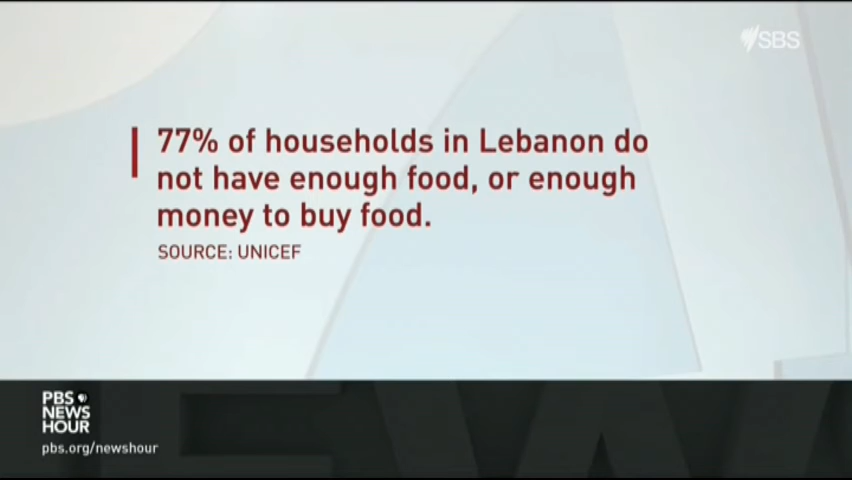 SBS
77% of households in Lebanon do
not have enough food, or enough
money to buy food.
SOURCE: UNICEF
PBS
NEWS
HOUR
pbs.org/newshour